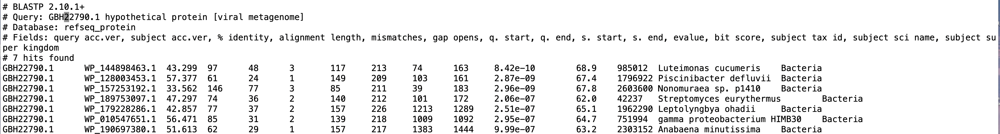 # BLASTP 2.10.1+
# Query: GBH22790.1 hypothetical protein [viral metagenome]
# Database: refseq_protein
# Fields: query acc.ver, subject acc.ver, % identity, alignment length, mismatches, gap opens, q. start, q. end, s. start, s. end, evalue, bit score, subject tax id, subject sci name, subject su
per kingdom
# 7 hits found
GBH22790.1 WP_144898463.1 43.299 97 48 3 117 213 74 163 8.42e-10 68.9 985012 Luteimonas cucumeris Bacteria
GBH22790.1 WP_128003453.1 57.377 61 24 1 149 209 103 161 2.87e-09 67.4 1796922 Piscinibacter defluvii Bacteria
GBH22790.1 WP_157253192.1 33.562 146 77 3 85 211 39 183 2.96e-09 67.8 2603600 Nonomuraea sp. p1410 Bacteria
GBH22790.1 WP_189753097.1 47.297 74 36 2 140 212 101 172 2.06e-07 62.0 42237 Streptomyces eurythermus Bacteria
GBH22790.1 WP_179228286.1 42.857 77 37 2 157 226 1213 1289 2.51e-07 65.1 1962290 Leptolyngbya ohadii Bacteria
GBH22790.1 WP_010547651.1 56.471 85 31 2 139 218 1009 1092 2.95e-07 64.7 751994 gamma proteobacterium HIMB30 Bacteria
GBH22790.1 WP_190697380.1 51.613 62 29 1 157 217 1383 1444 9.99e-07 63.2 2303152 Anabaena minutissima Bacteria